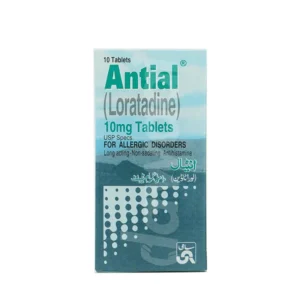 10 Tablets
Antial®
(Loratadine)
10mg Tablets
USP Specs.
FOR ALLERGIC DISORDERS
Long acting - Non-sedating Antihistamine